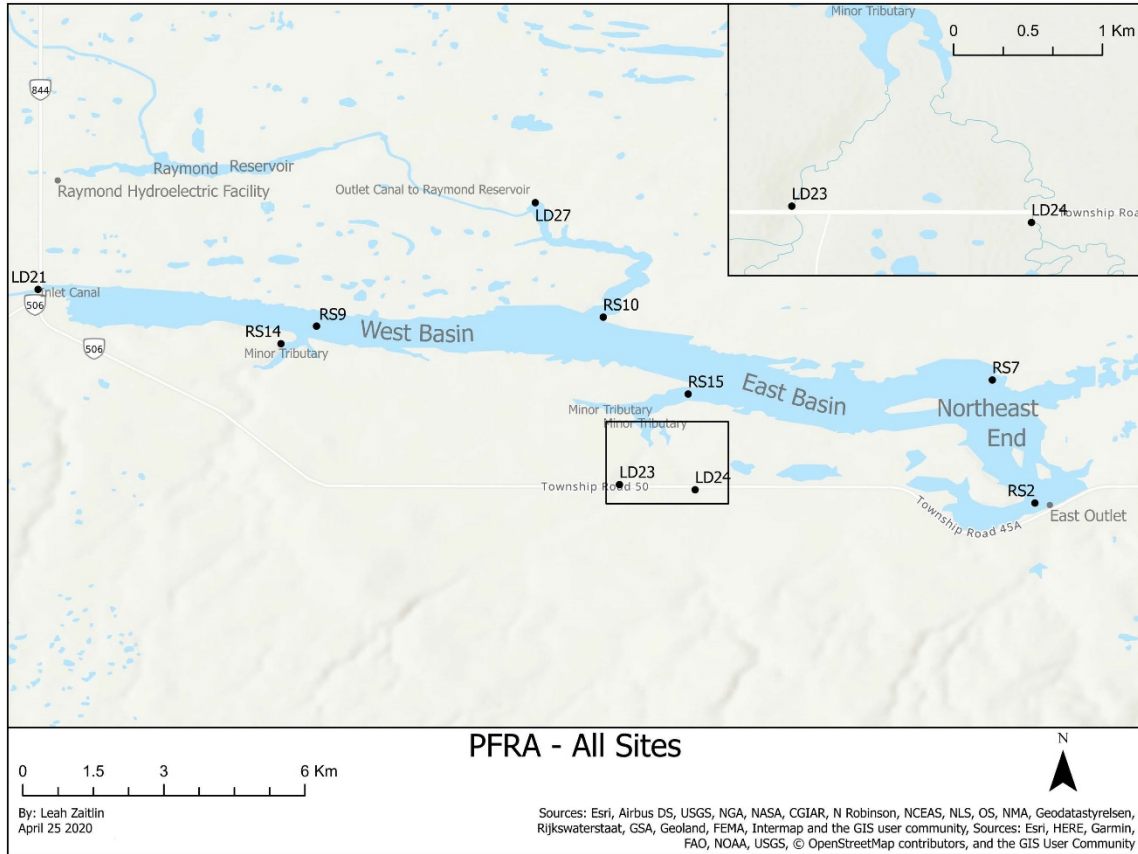 Minor Tributary
0 0.5 1 Km
LD23
LD24
Township Roa
844
Raymond Reservoir
Raymond Hydroelectric Facility
Outlet Canal to Raymond Reservoir
LD27
LD21
Inlet Canal
506
506
RS9
RS14
Minor Tributary
West Basin
RS10
RS15
East Basin
RS7
Northeast
End
Minor Tributary
Minor Tributary
LD23
LD24
Township Road 50
RS2
East Outlet
Township Road 45A
PFRA - All Sites
N
0 1.5 3 6 Km
By: Leah Zaitlin
April 25 2020
Sources: Esri, Airbus DS, USGS, NGA, NASA, CGIAR, N Robinson, NCEAS, NLS, OS, NMA, Geodatastyrelsen,
Rijkswaterstaat, GSA, Geoland, FEMA, Intermap and the GIS user community, Sources: Esri, HERE, Garmin,
FAO, NOAA, USGS, © OpenStreetMap contributors, and the GIS User Community